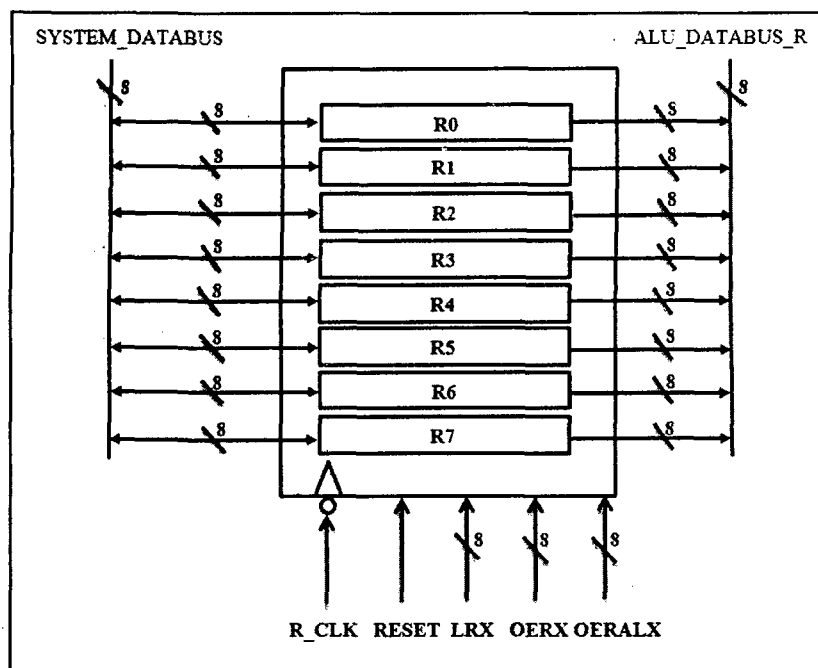 SYSTEM_DATABUS ALU_DATABUS_R
8 8
8 R0 8
8 R1 8
8 R2 8
8 R3 8
8 R4 8
8 R5 8
8 R6 8
8 R7 8
8 8 8
R_CLK RESET LRX OERX OERALX